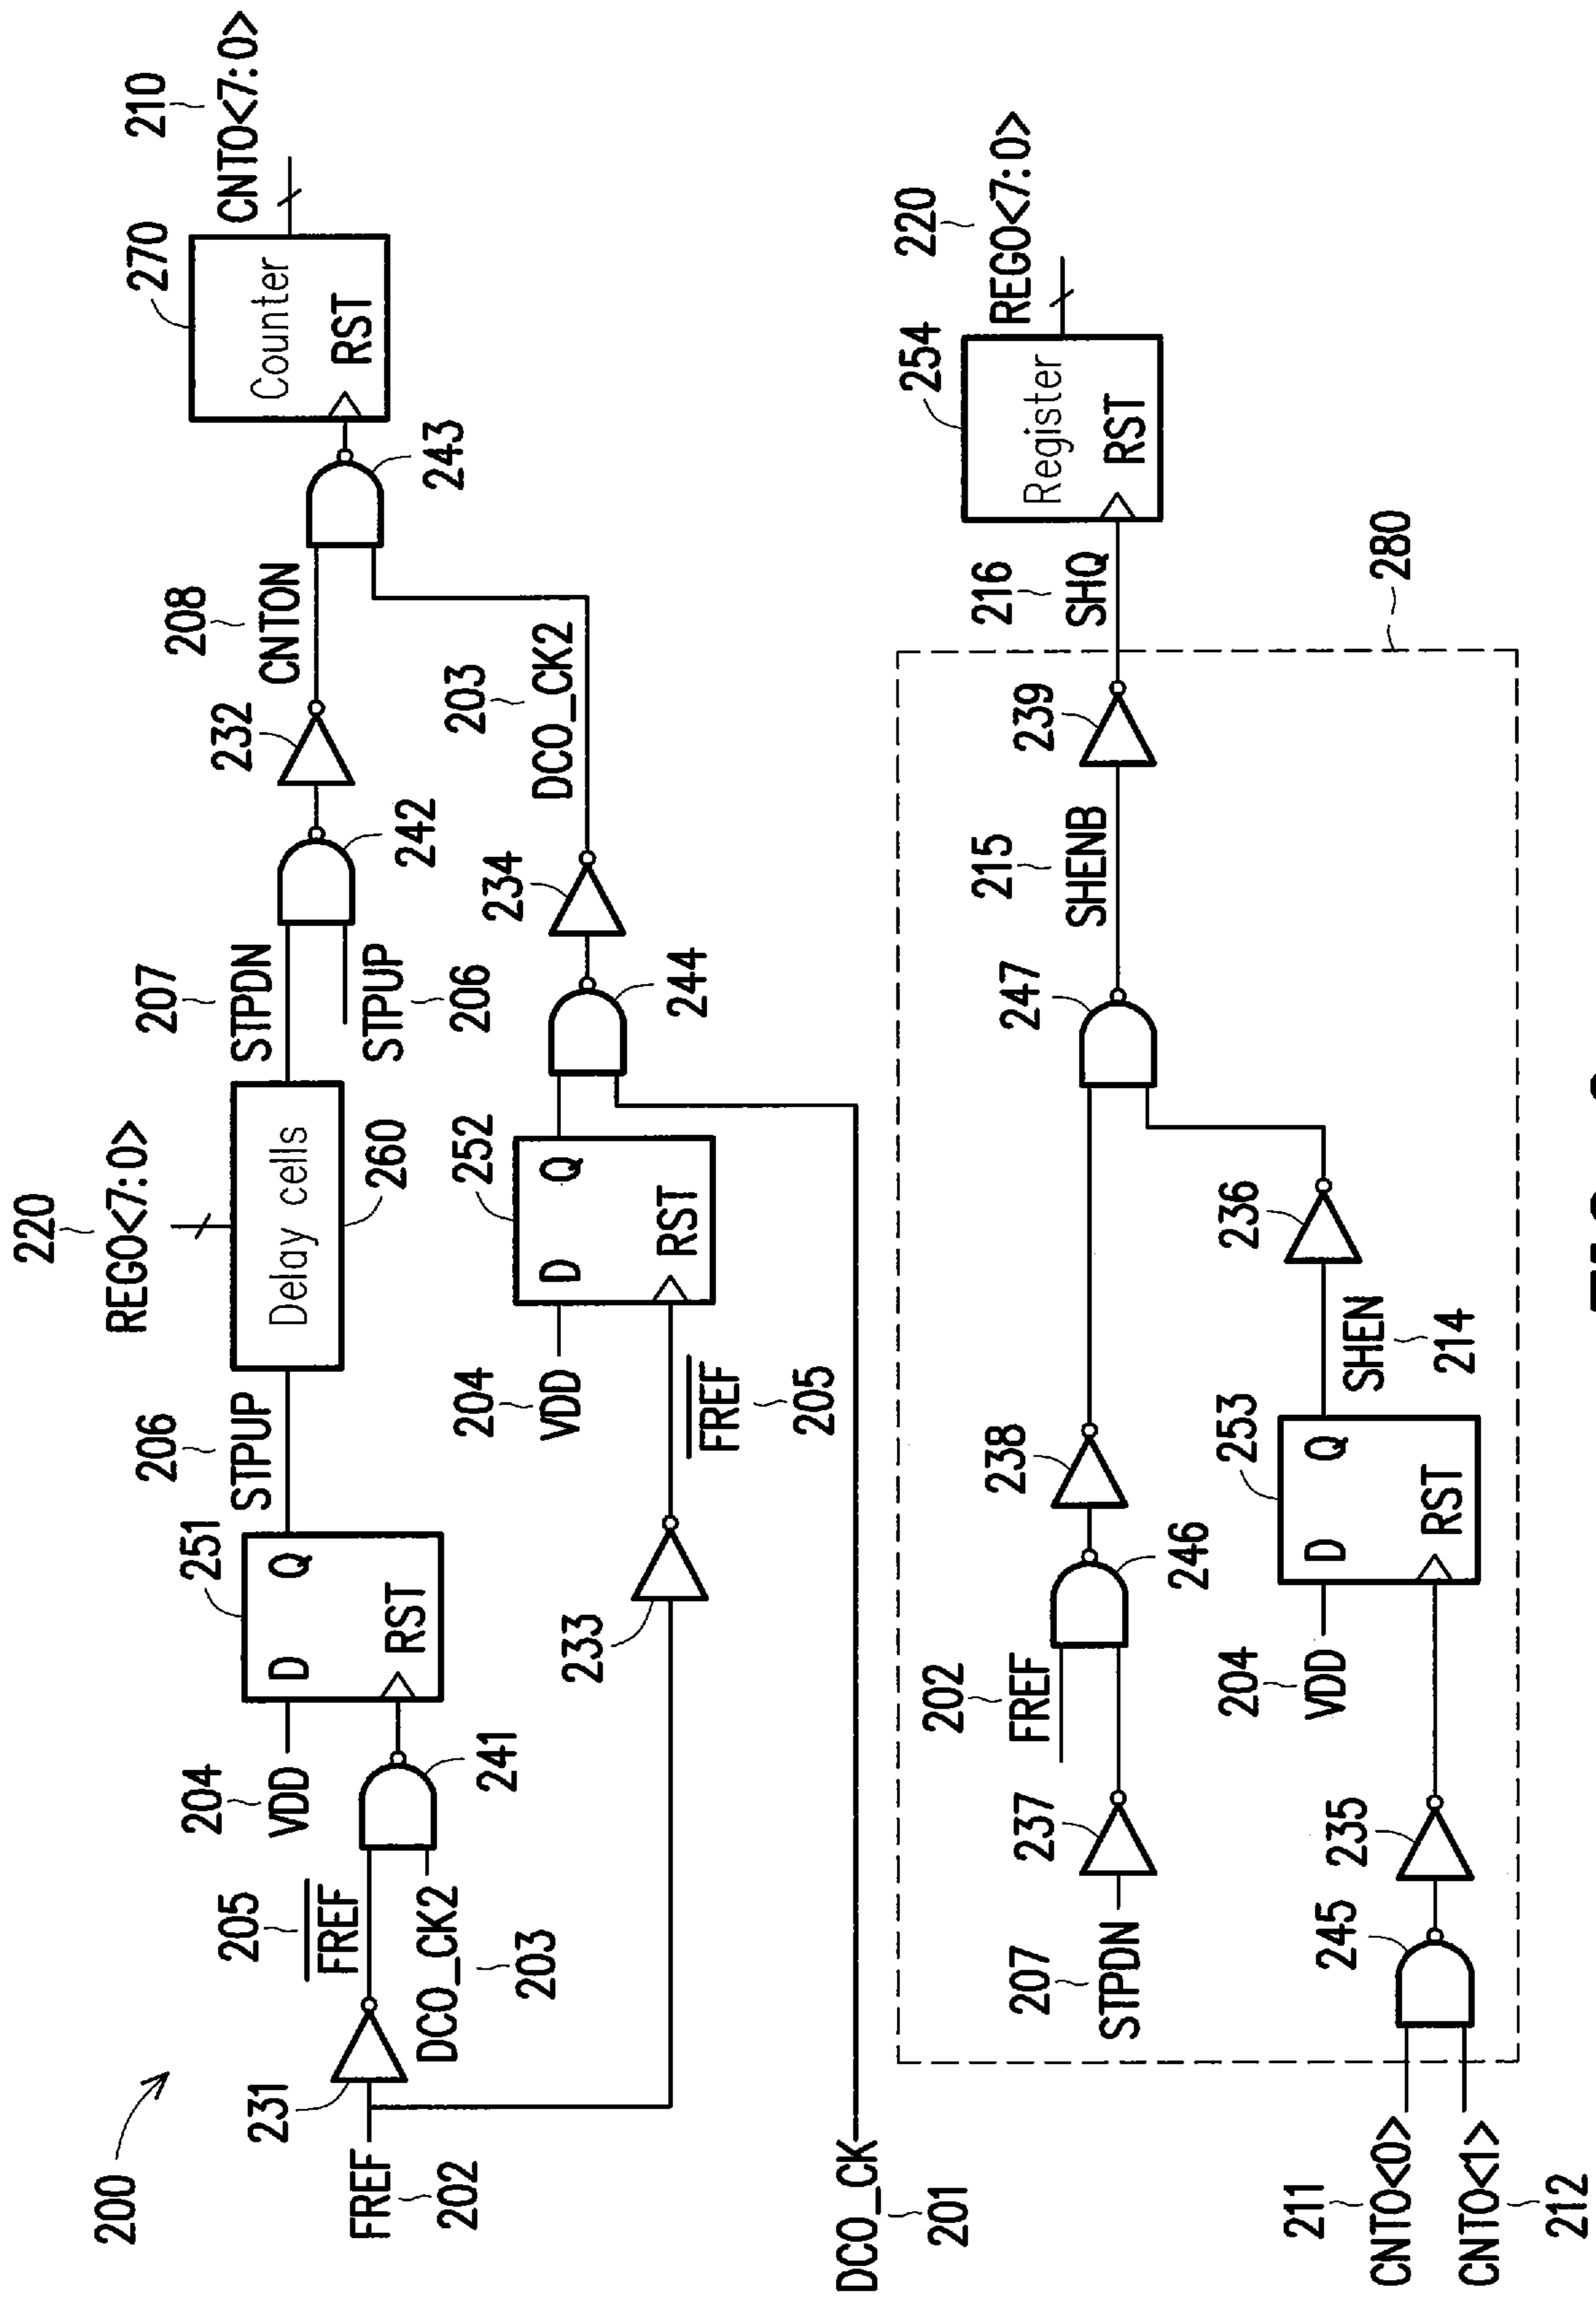 200
FREF
202
231
FREF
205
DCO_CK2
203
241
VDD
204
251
D
Q
RST
STPUP
206
REGO<7:0>
220
Delay cells
260
STPDN
207
STPUP
206
242
232
CNTON
208
243
270
Counter
RST
CNTO<7:0>
210
233
FREF
205
VDD
204
252
D
Q
RST
244
234
DCO_CK2
203
DCO_CK
201
STPDN
207
237
FREF
202
246
238
247
SHENB
215
239
SHQ
216
254
Register
RST
REGO<7:0>
220
280
CNTO<0>
211
CNTO<1>
212
245
235
VDD
204
253
D
Q
RST
SHEN
214
236